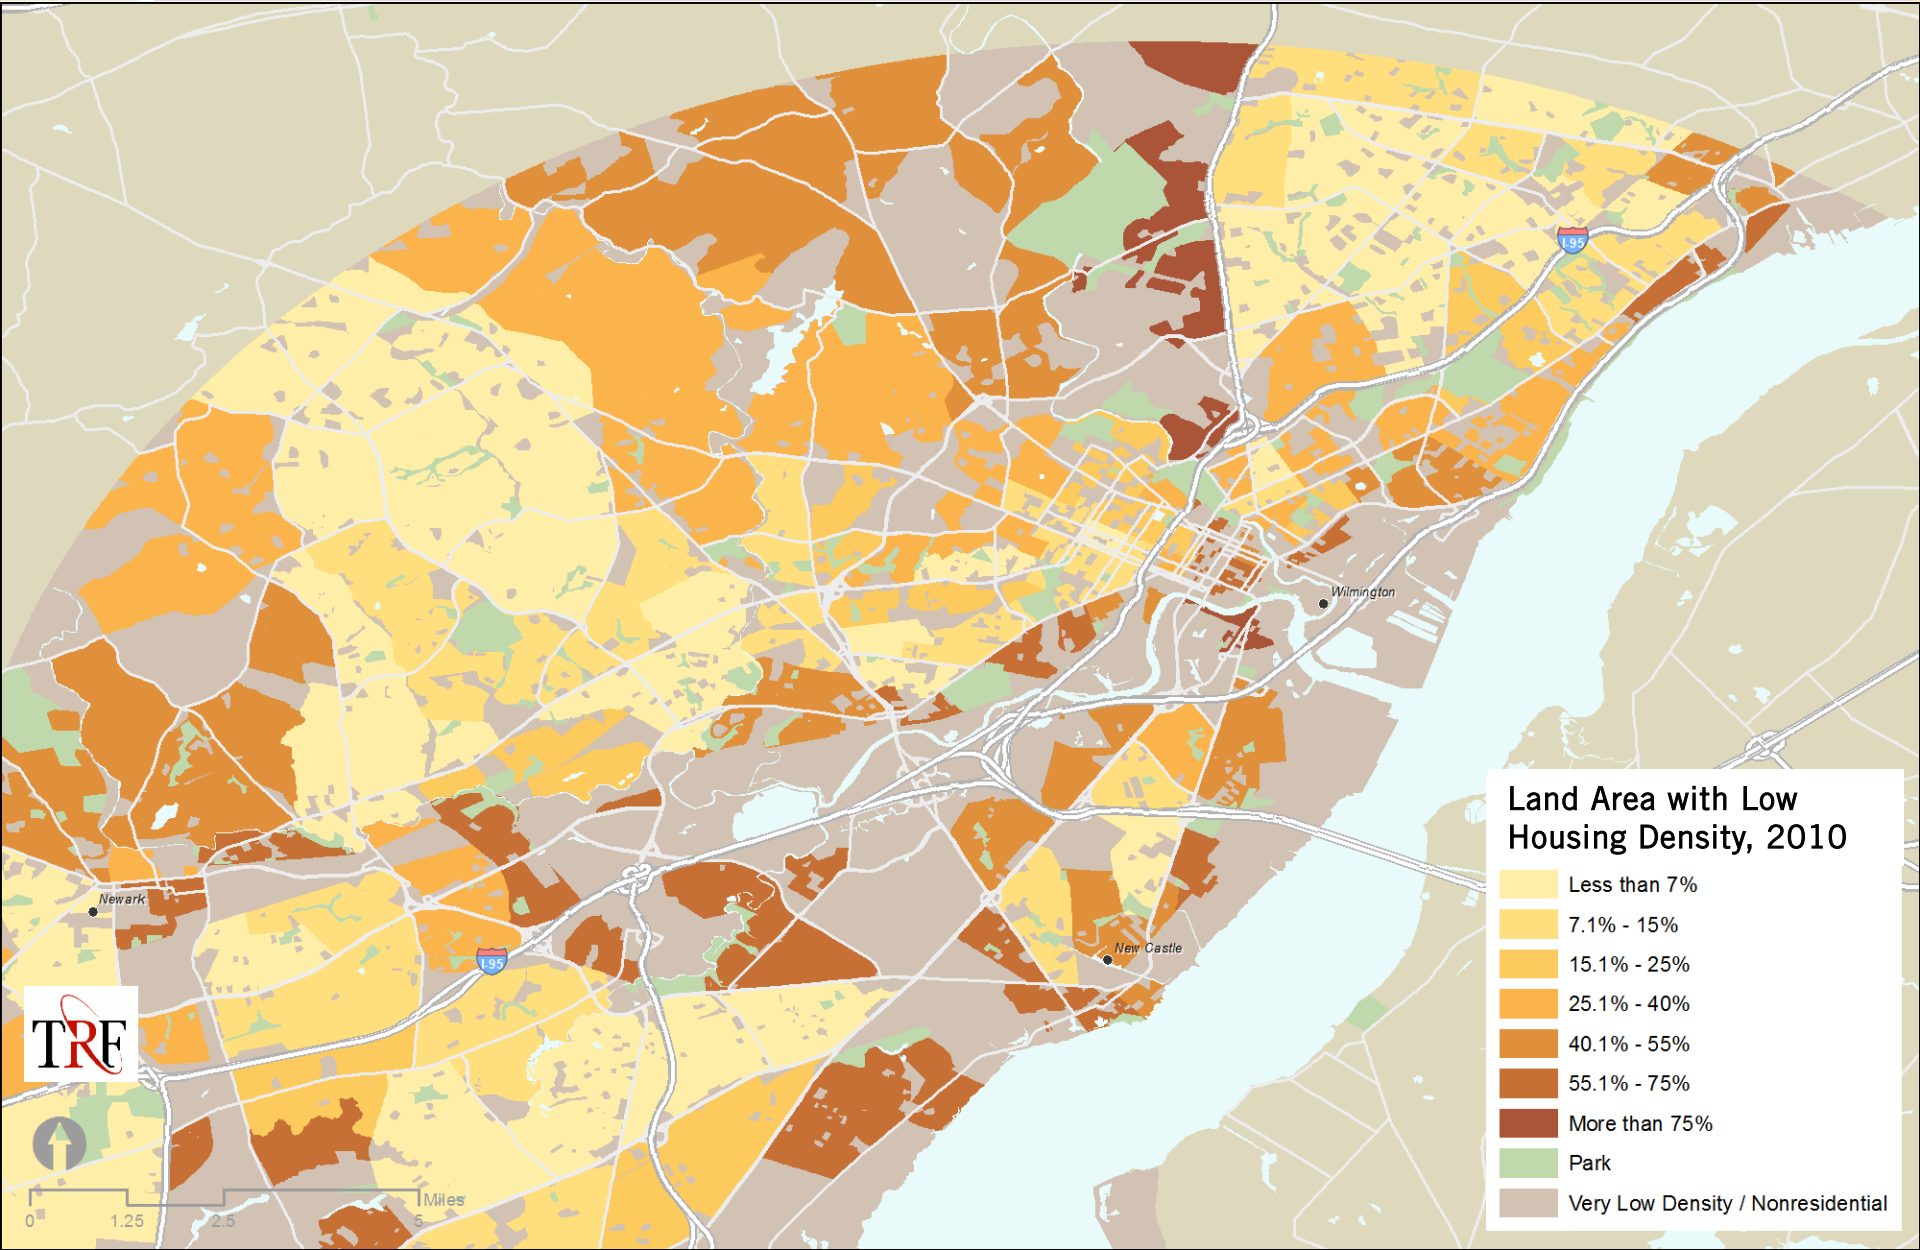 I-95
Wilmington
Land Area with Low
Housing Density, 2010
Less than 7%
7.1% - 15%
15.1% - 25%
25.1% - 40%
40.1% - 55%
55.1% - 75%
More than 75%
Park
Very Low Density / Nonresidential
Newark
New Castle
I-95
TRF
Miles
0 1.25 2.5 5